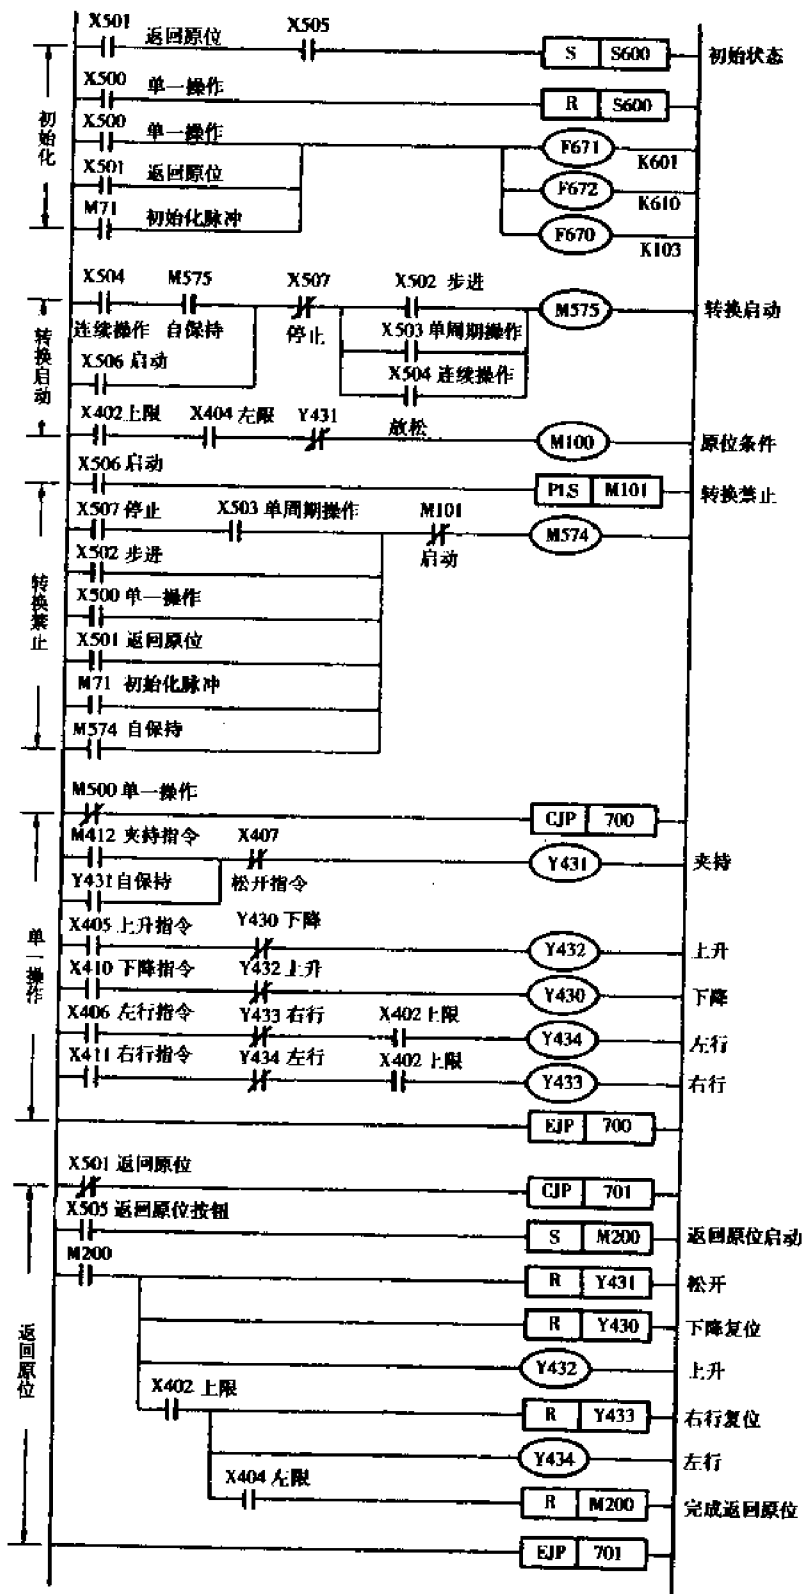 X501 返回原位 X505 S S600 初始状态
X500 单一操作 R S600
X500 单一操作 F671 K601
X501 返回原位 F672 K610
M71 初始化脉冲 F670 K103
初始化
X504 M575 X507 X502 步进 M575 转换启动
连续操作 自保持 停止 X503 单周期操作
X506 启动 X504 连续操作
转换启动
X402 上限 X404 左限 Y431 放松 M100 原位条件
X506 启动 PLS M101 转换禁止
X507 停止 X503 单周期操作 M101 M574
启动
X502 步进
X500 单一操作
X501 返回原位
M71 初始化脉冲
M574 自保持
转换禁止
M500 单一操作 CJP 700
M412 夹持指令 X407 Y431 夹持
Y431 自保持 松开指令
X405 上升指令 Y430 下降 Y432 上升
X410 下降指令 Y432 上升 Y430 下降
X406 左行指令 Y433 右行 X402 上限 Y434 左行
X411 右行指令 Y434 左行 X402 上限 Y433 右行
EJP 700
单一操作
X501 返回原位 CJP 701
X505 返回原位按钮 S M200 返回原位启动
M200 R Y431 松开
R Y430 下降复位
Y432 上升
X402 上限 R Y433 右行复位
Y434 左行
X404 左限 R M200 完成返回原位
EJP 701
返回原位